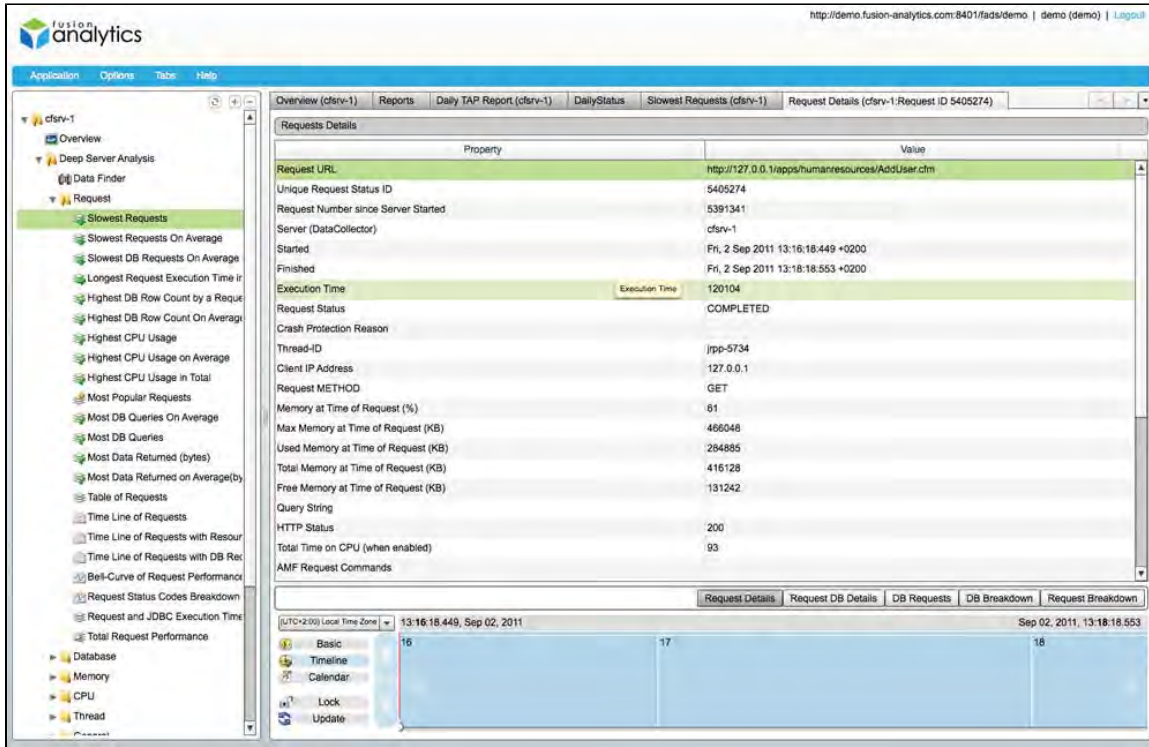 http://demo.fusion-analytics.com:8401/fads/demo | demo (demo) | Logout
fusion
analytics
Application Options Tabs Help
cfsrv-1
Overview
Deep Server Analysis
Data Finder
Request
Slowest Requests
Slowest Requests On Average
Slowest DB Requests On Average
Longest Request Execution Time in
Highest DB Row Count by a Reque
Highest DB Row Count On Average
Highest CPU Usage
Highest CPU Usage on Average
Highest CPU Usage in Total
Most Popular Requests
Most DB Queries On Average
Most DB Queries
Most Data Returned (bytes)
Most Data Returned on Average(by
Table of Requests
Time Line of Requests
Time Line of Requests with Resour
Time Line of Requests with DB Rec
Bell-Curve of Request Performance
Request Status Codes Breakdown
Request and JDBC Execution Time
Total Request Performance
Database
Memory
CPU
Thread
Overview (cfsrv-1) Reports Daily TAP Report (cfsrv-1) DailyStatus Slowest Requests (cfsrv-1) Request Details (cfsrv-1:Request ID 5405274)
Requests Details
Property Value
Request URL http://127.0.0.1/apps/humanresources/AddUser.cfm
Unique Request Status ID 5405274
Request Number since Server Started 5391341
Server (DataCollector) cfsrv-1
Started Fri, 2 Sep 2011 13:16:18:449 +0200
Finished Fri, 2 Sep 2011 13:18:18:553 +0200
Execution Time Execution Time 120104
Request Status COMPLETED
Crash Protection Reason
Thread-ID jrpp-5734
Client IP Address 127.0.0.1
Request METHOD GET
Memory at Time of Request (%) 61
Max Memory at Time of Request (KB) 466048
Used Memory at Time of Request (KB) 284885
Total Memory at Time of Request (KB) 416128
Free Memory at Time of Request (KB) 131242
Query String
HTTP Status 200
Total Time on CPU (when enabled) 93
AMF Request Commands
Request Details Request DB Details DB Requests DB Breakdown Request Breakdown
(UTC+2:00) Local Time Zone 13:16:18.449, Sep 02, 2011 Sep 02, 2011, 13:18:18.553
Basic 16 17 18
Timeline
Calendar
Lock
Update